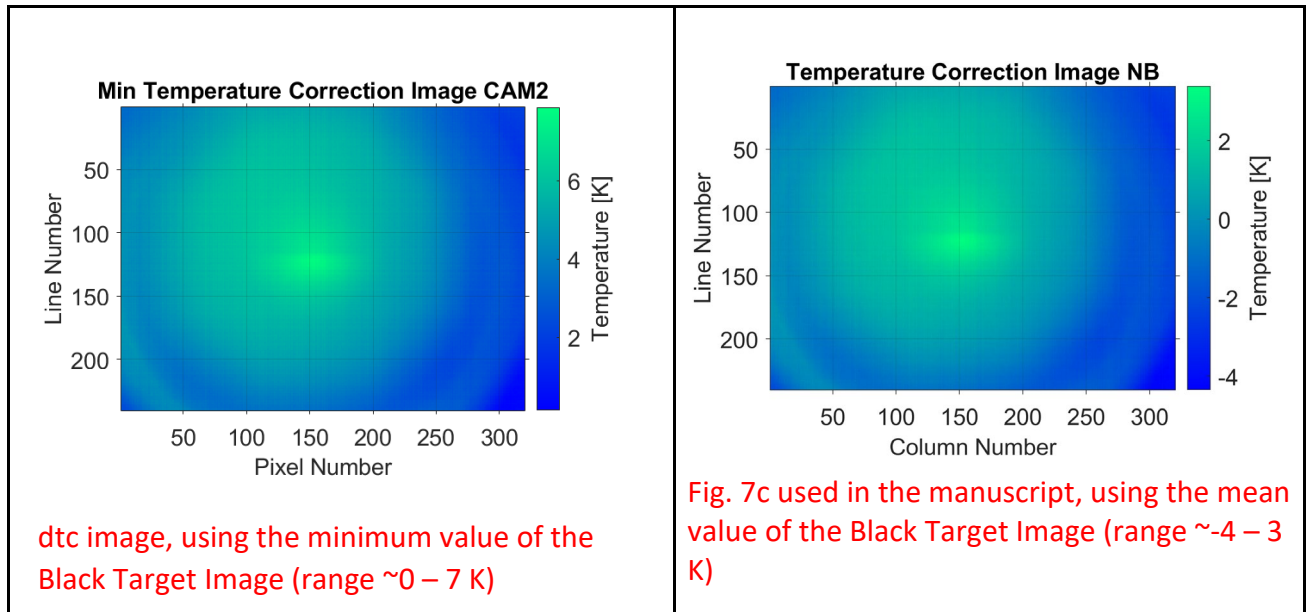 Min Temperature Correction Image CAM2
50
100
150
200
Line Number
50 100 150 200 250 300
Pixel Number
6
4
2
Temperature [K]
dtc image, using the minimum value of the
Black Target Image (range ~0 – 7 K)
Temperature Correction Image NB
50
100
150
200
Line Number
50 100 150 200 250 300
Column Number
2
0
-2
-4
Temperature [K]
Fig. 7c used in the manuscript, using the mean
value of the Black Target Image (range ~-4 – 3
K)